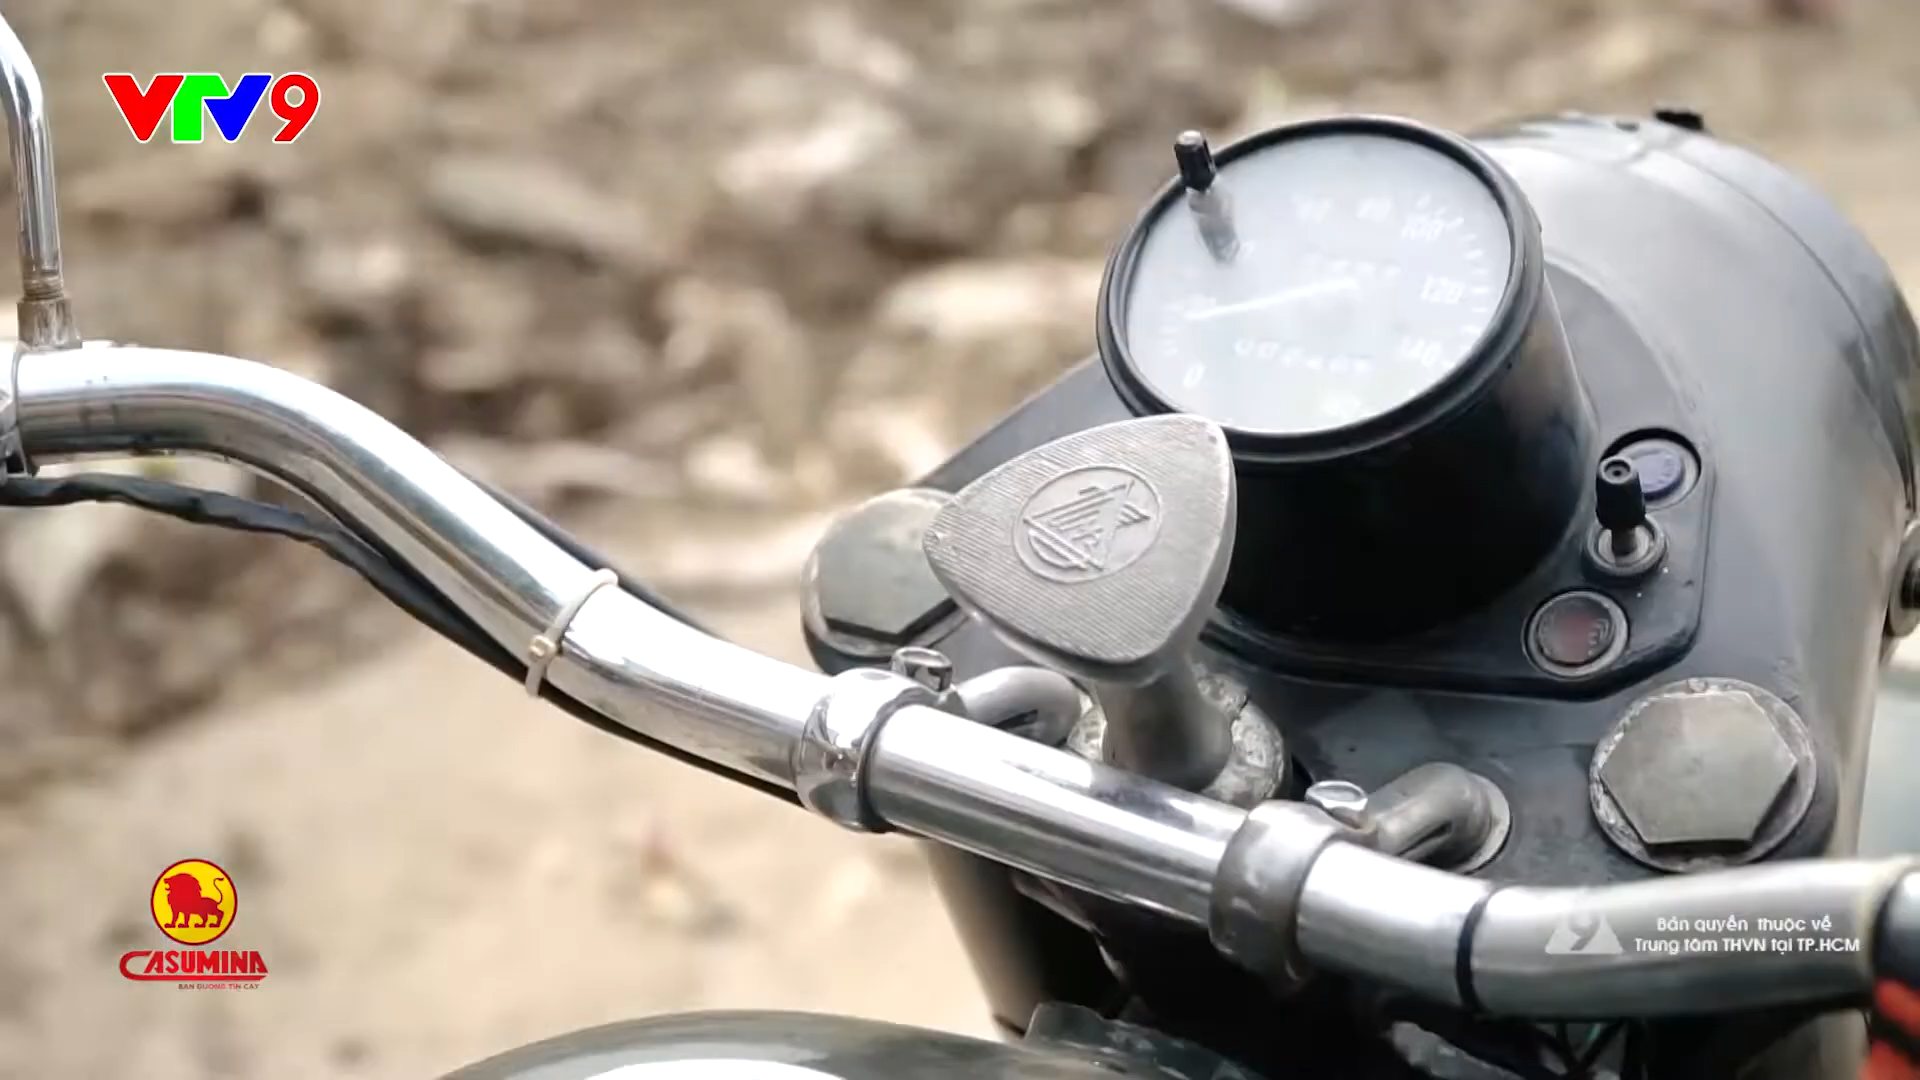 VTV9
100
120
140
0
CASUMINA
BẠN ĐƯỜNG TIN CẬY
9
Bản quyền thuộc về
Trung tâm THVN tại TP.HCM